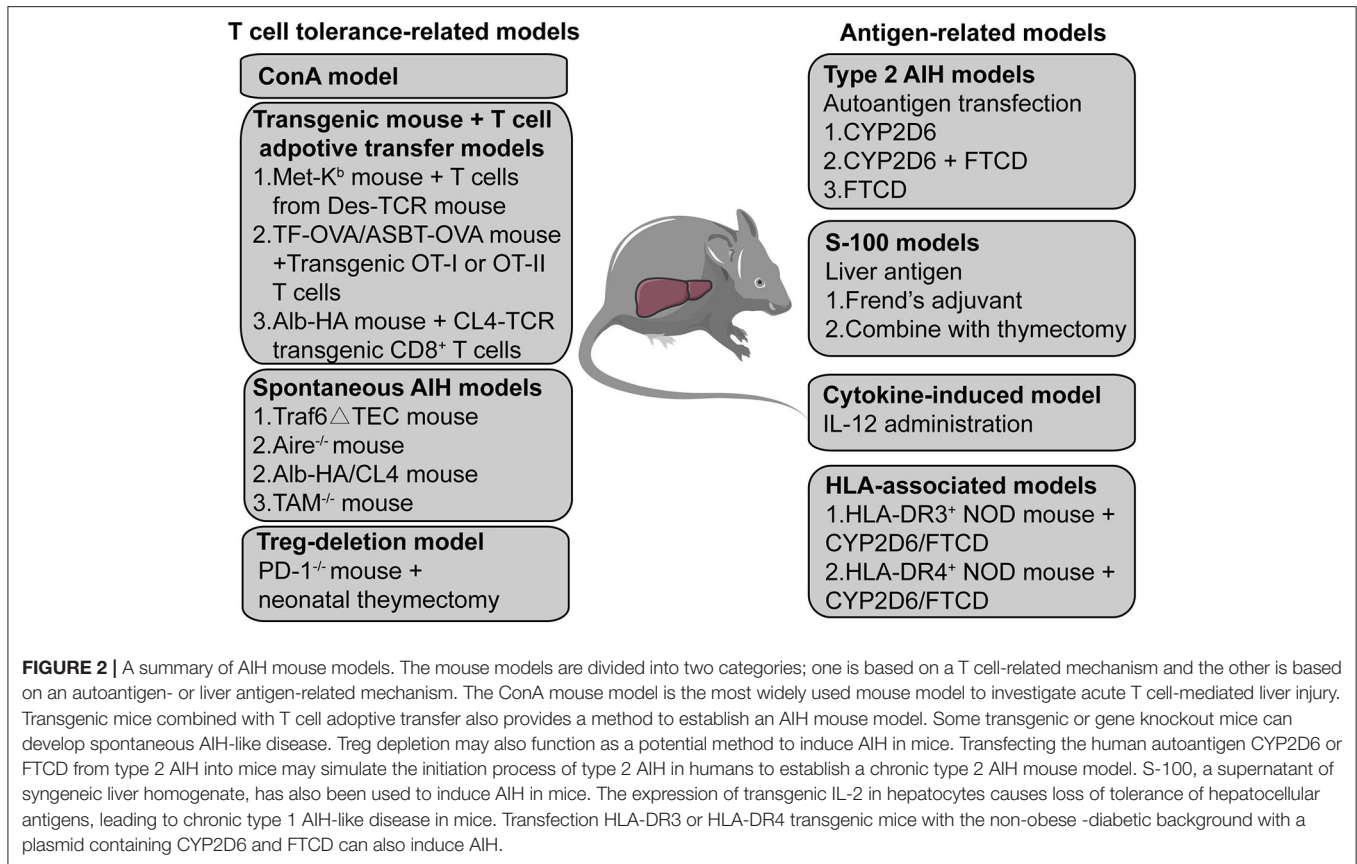 T cell tolerance-related models
ConA model
Transgenic mouse + T cell
adpotive transfer models
1.Met-Kᵇ mouse + T cells
from Des-TCR mouse
2.TF-OVA/ASBT-OVA mouse
+Transgenic OT-I or OT-II
T cells
3.Alb-HA mouse + CL4-TCR
transgenic CD8⁺ T cells
Spontaneous AIH models
1.Traf6△TEC mouse
2.Aire⁻/⁻ mouse
2.Alb-HA/CL4 mouse
3.TAM⁻/⁻ mouse
Treg-deletion model
PD-1⁻/⁻ mouse +
neonatal theymectomy
Antigen-related models
Type 2 AIH models
Autoantigen transfection
1.CYP2D6
2.CYP2D6 + FTCD
3.FTCD
S-100 models
Liver antigen
1.Frend's adjuvant
2.Combine with thymectomy
Cytokine-induced model
IL-12 administration
HLA-associated models
1.HLA-DR3⁺ NOD mouse +
CYP2D6/FTCD
2.HLA-DR4⁺ NOD mouse +
CYP2D6/FTCD
FIGURE 2 | A summary of AIH mouse models. The mouse models are divided into two categories; one is based on a T cell-related mechanism and the other is based
on an autoantigen- or liver antigen-related mechanism. The ConA mouse model is the most widely used mouse model to investigate acute T cell-mediated liver injury.
Transgenic mice combined with T cell adoptive transfer also provides a method to establish an AIH mouse model. Some transgenic or gene knockout mice can
develop spontaneous AIH-like disease. Treg depletion may also function as a potential method to induce AIH in mice. Transfecting the human autoantigen CYP2D6 or
FTCD from type 2 AIH into mice may simulate the initiation process of type 2 AIH in humans to establish a chronic type 2 AIH mouse model. S-100, a supernatant of
syngeneic liver homogenate, has also been used to induce AIH in mice. The expression of transgenic IL-2 in hepatocytes causes loss of tolerance of hepatocellular
antigens, leading to chronic type 1 AIH-like disease in mice. Transfection HLA-DR3 or HLA-DR4 transgenic mice with the non-obese -diabetic background with a
plasmid containing CYP2D6 and FTCD can also induce AIH.